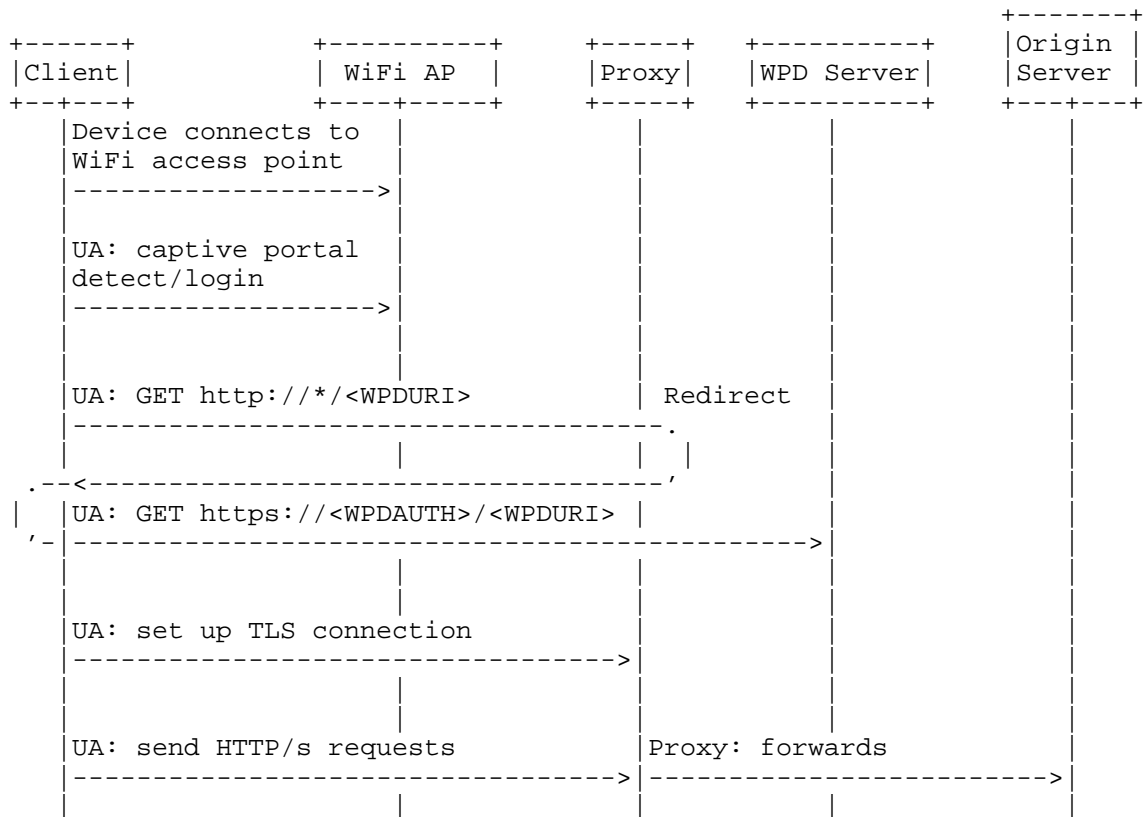 Origin
Client WiFi AP Proxy WPD Server Server
Device connects to
WiFi access point
UA: captive portal
detect/login
UA: GET http://*/<WPDURI> Redirect
UA: GET https://<WPDAUTH>/<WPDURI>
UA: set up TLS connection
UA: send HTTP/s requests Proxy: forwards